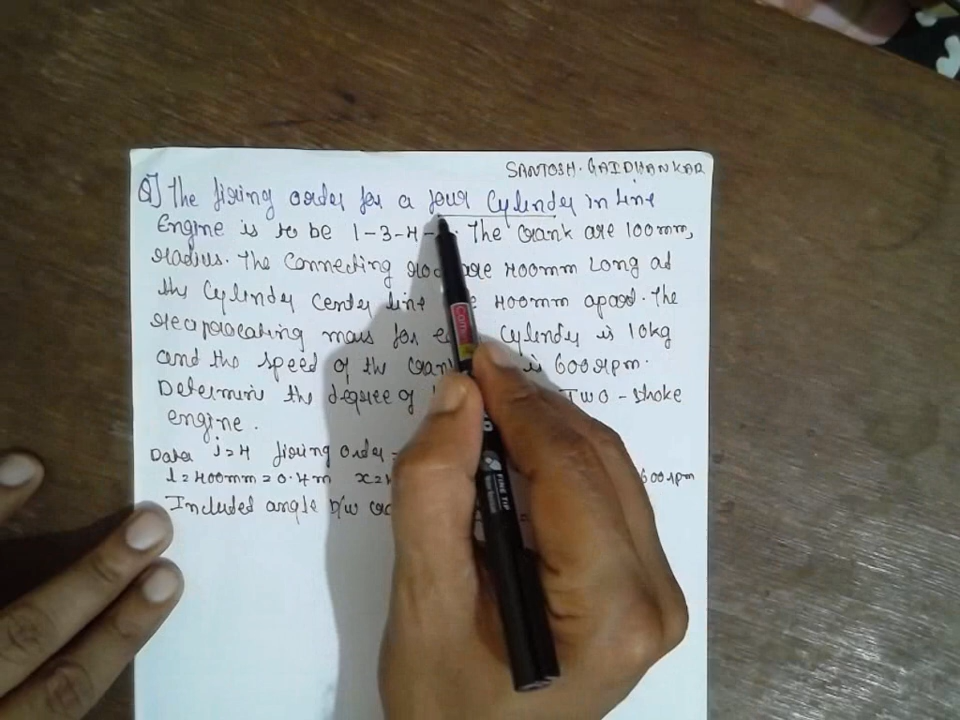 SANTOSH. GAIDHANKAR
Q] The firing order for a four Cylinder in line
Engine is to be 1-3-4- . The Crank are 100mm,
radius. The Connecting are 400mm Long ad
the Cylinder Center line 400mm apart. The
reciprocating mass for Cylinder is 10kg
and the speed of the is 600rpm.
Determine the degree of Two-stroke
engine.
Data i=4 firing order =
l=400mm=0.4m x= 600rpm
Included angle b/w =
FINE TIP